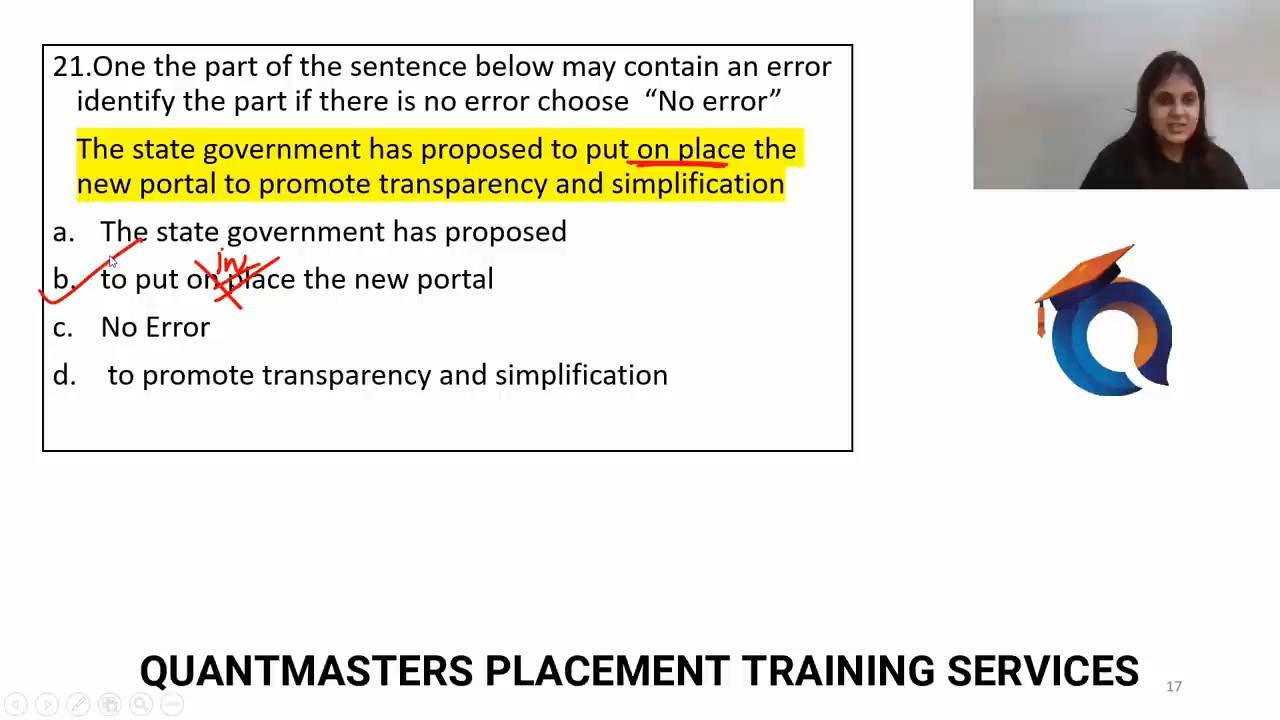 21.One the part of the sentence below may contain an error
identify the part if there is no error choose “No error”
The state government has proposed to put on place the
new portal to promote transparency and simplification
a. The state government has proposed
in
b. to put on place the new portal
c. No Error
d. to promote transparency and simplification
QUANTMASTERS PLACEMENT TRAINING SERVICES
17